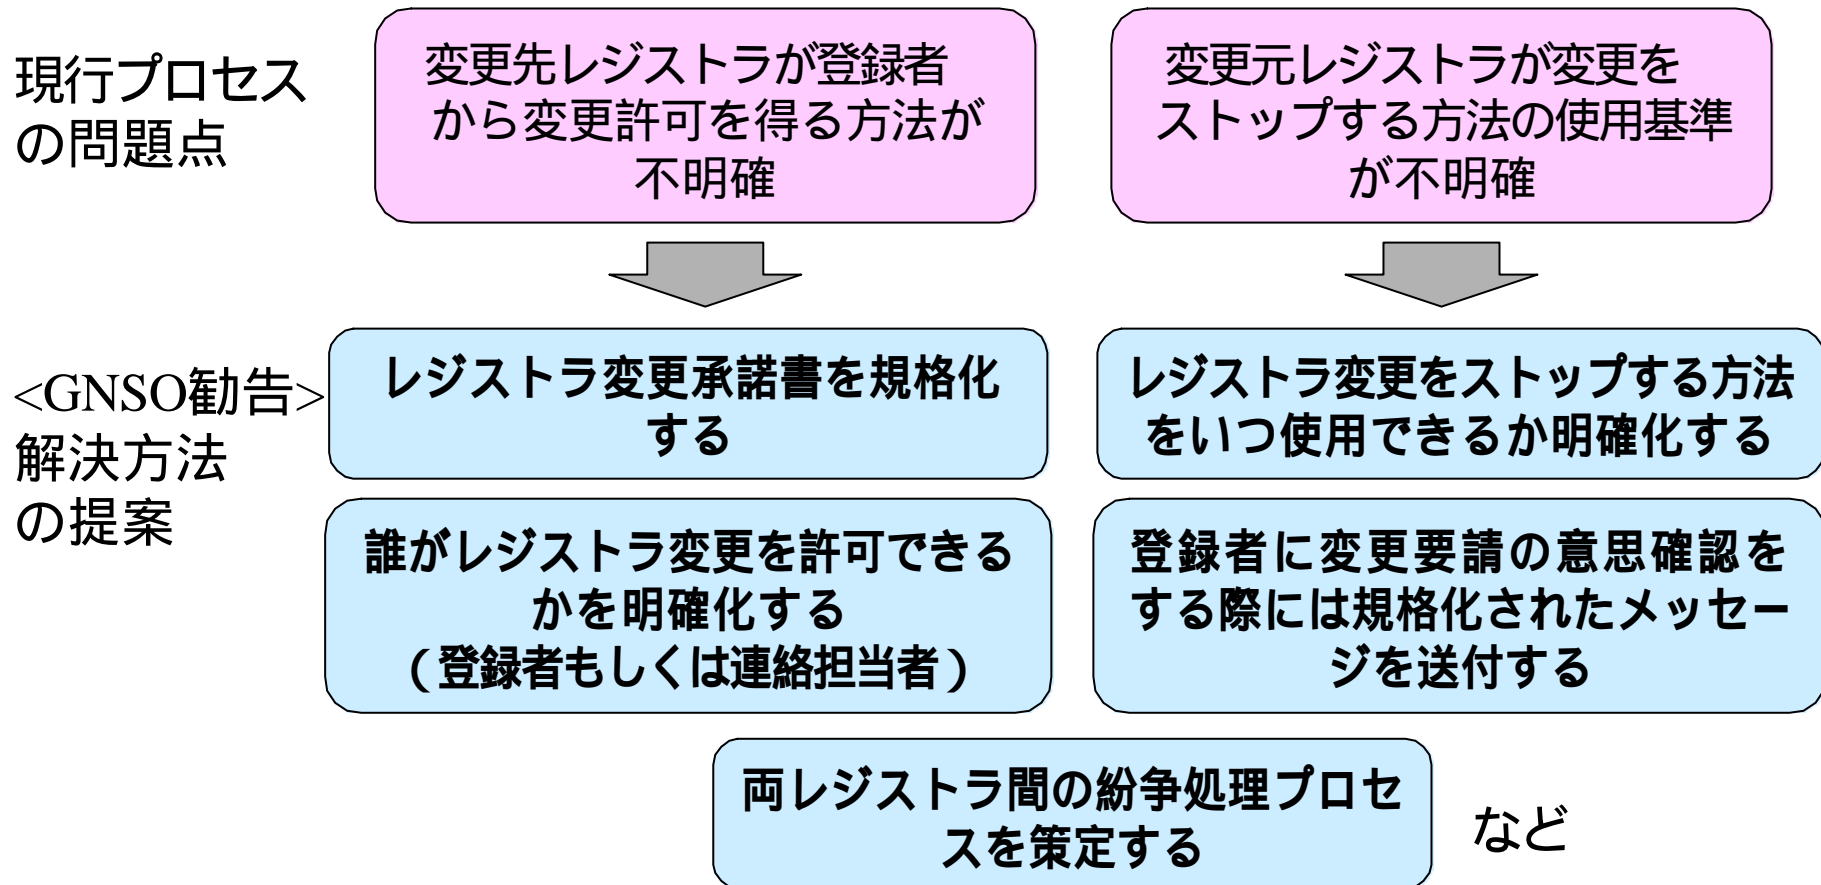 現行プロセス
の問題点
変更先レジストラが登録者
から変更許可を得る方法が
不明確
変更元レジストラが変更を
ストップする方法の使用基準
が不明確
<GNSO勧告>
解決方法
の提案
レジストラ変更承諾書を規格化
する
レジストラ変更をストップする方法
をいつ使用できるか明確化する
誰がレジストラ変更を許可できる
かを明確化する
（登録者もしくは連絡担当者）
登録者に変更要請の意思確認を
する際には規格化されたメッセー
ジを送付する
両レジストラ間の紛争処理プロセ
スを策定する
など